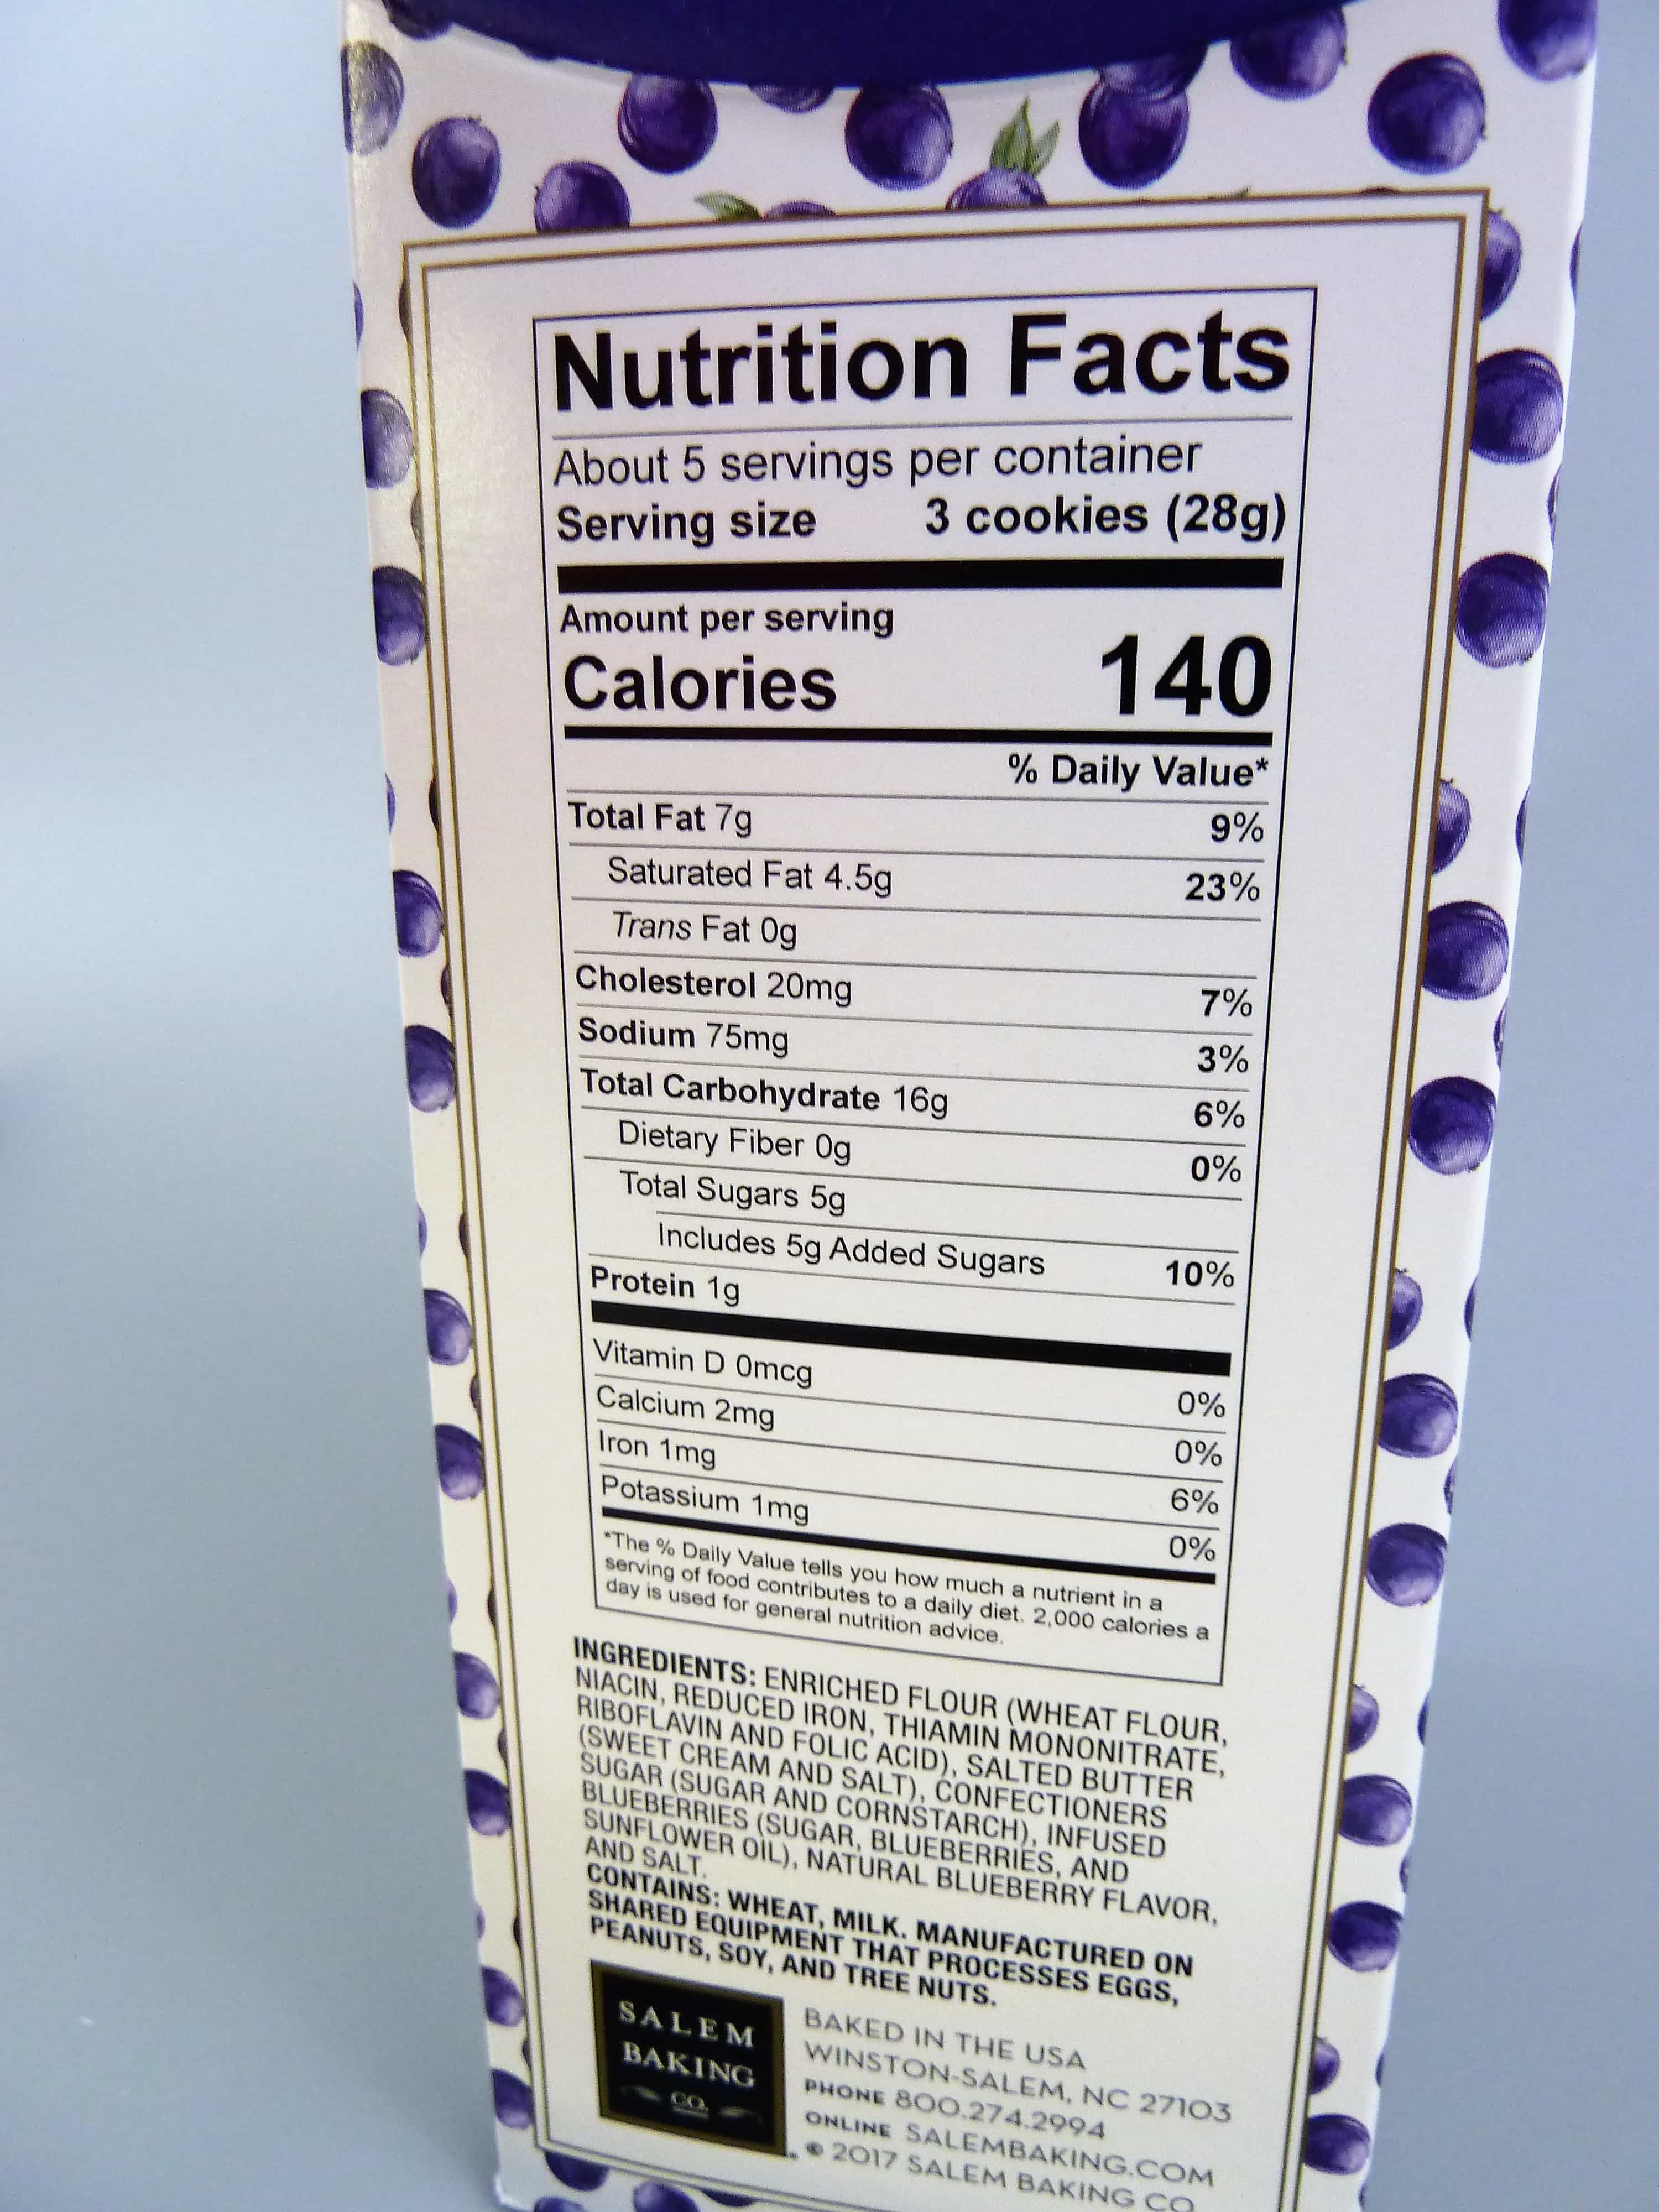 Nutrition Facts
About 5 servings per container
Serving size 3 cookies (28g)
Amount per serving
Calories 140
% Daily Value*
Total Fat 7g 9%
Saturated Fat 4.5g 23%
Trans Fat 0g
Cholesterol 20mg 7%
Sodium 75mg 3%
Total Carbohydrate 16g 6%
Dietary Fiber 0g 0%
Total Sugars 5g
Includes 5g Added Sugars 10%
Protein 1g
Vitamin D 0mcg 0%
Calcium 2mg 0%
Iron 1mg 6%
Potassium 1mg 0%
*The % Daily Value tells you how much a nutrient in a
serving of food contributes to a daily diet. 2,000 calories a
day is used for general nutrition advice.
INGREDIENTS: ENRICHED FLOUR (WHEAT FLOUR,
NIACIN, REDUCED IRON, THIAMIN MONONITRATE,
RIBOFLAVIN AND FOLIC ACID), SALTED BUTTER
(SWEET CREAM AND SALT), CONFECTIONERS
SUGAR (SUGAR AND CORNSTARCH), INFUSED
BLUEBERRIES (SUGAR, BLUEBERRIES, AND
SUNFLOWER OIL), NATURAL BLUEBERRY FLAVOR,
AND SALT.
CONTAINS: WHEAT, MILK. MANUFACTURED ON
SHARED EQUIPMENT THAT PROCESSES EGGS,
PEANUTS, SOY, AND TREE NUTS.
SALEM
BAKING
CO.
BAKED IN THE USA
WINSTON-SALEM, NC 27103
PHONE 800.274.2994
ONLINE SALEMBAKING.COM
© 2017 SALEM BAKING CO